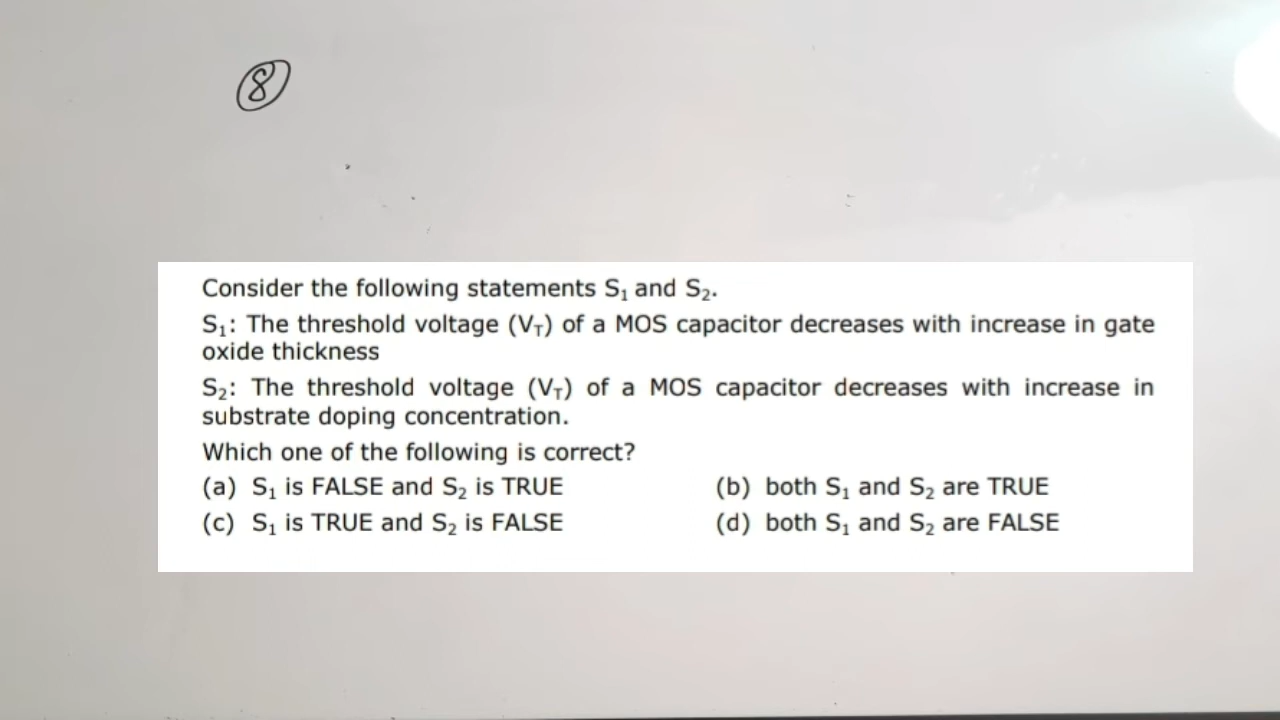 8
Consider the following statements S₁ and S₂.
S₁: The threshold voltage (V_T) of a MOS capacitor decreases with increase in gate
oxide thickness
S₂: The threshold voltage (V_T) of a MOS capacitor decreases with increase in
substrate doping concentration.
Which one of the following is correct?
(a) S₁ is FALSE and S₂ is TRUE
(b) both S₁ and S₂ are TRUE
(c) S₁ is TRUE and S₂ is FALSE
(d) both S₁ and S₂ are FALSE